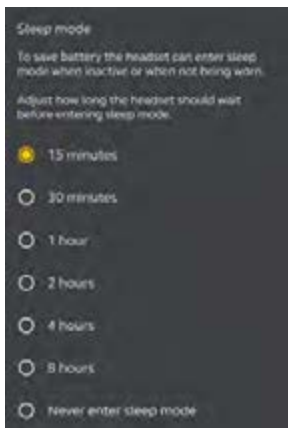 Sleep mode
To save battery the headset can enter sleep
mode when inactive or when not being worn.
Adjust how long the headset should wait
before entering sleep mode.
15 minutes
30 minutes
1 hour
2 hours
4 hours
8 hours
Never enter sleep mode